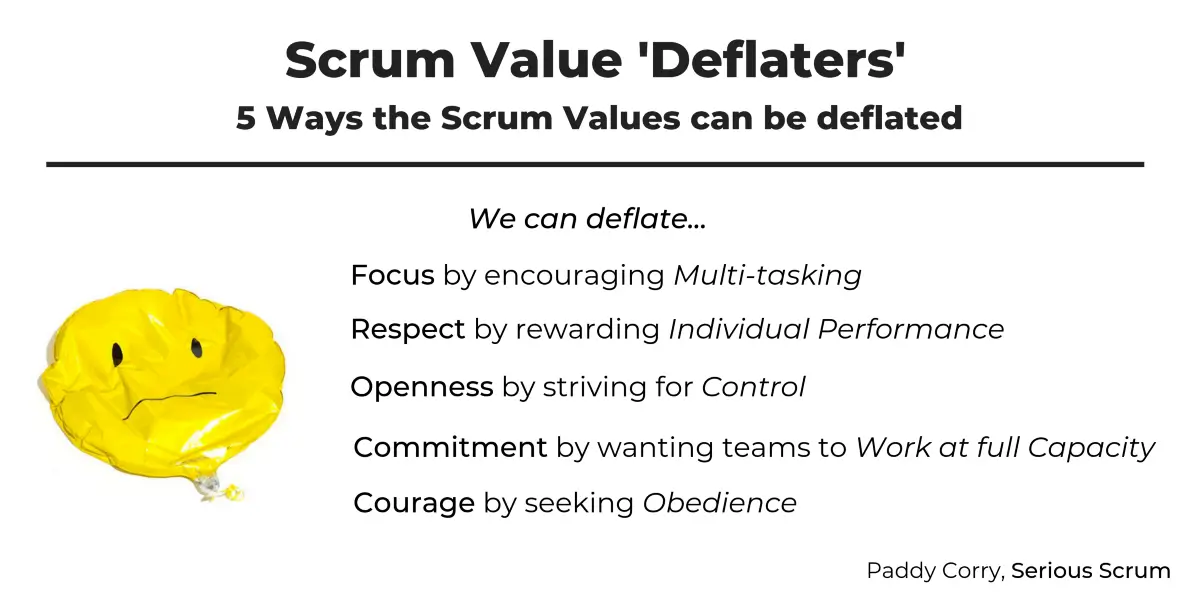 Scrum Value 'Deflaters'
5 Ways the Scrum Values can be deflated
We can deflate...
Focus by encouraging Multi-tasking
Respect by rewarding Individual Performance
Openness by striving for Control
Commitment by wanting teams to Work at full Capacity
Courage by seeking Obedience
Paddy Corry, Serious Scrum